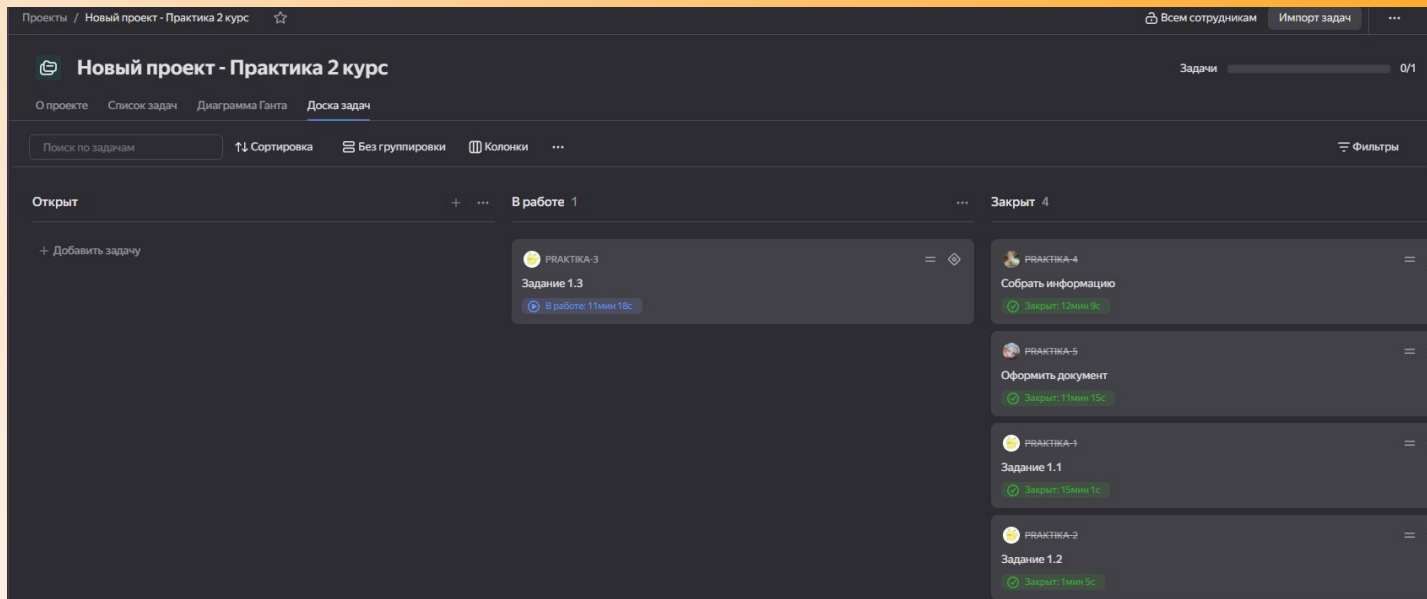 Проекты / Новый проект - Практика 2 курс
Всем сотрудникам
Импорт задач
Новый проект - Практика 2 курс
Задачи 0/1
О проекте Список задач Диаграмма Ганта Доска задач
Поиск по задачам Сортировка Без группировки Колонки Фильтры
Открыт
+ Добавить задачу
В работе 1
PRAKTIKA-3
Задание 1.3
В работе: 11мин 18с
Закрыт 4
PRAKTIKA-4
Собрать информацию
Закрыт: 12мин 9с
PRAKTIKA-5
Оформить документ
Закрыт: 11мин 15с
PRAKTIKA-1
Задание 1.1
Закрыт: 15мин 1с
PRAKTIKA-2
Задание 1.2
Закрыт: 1мин 5с